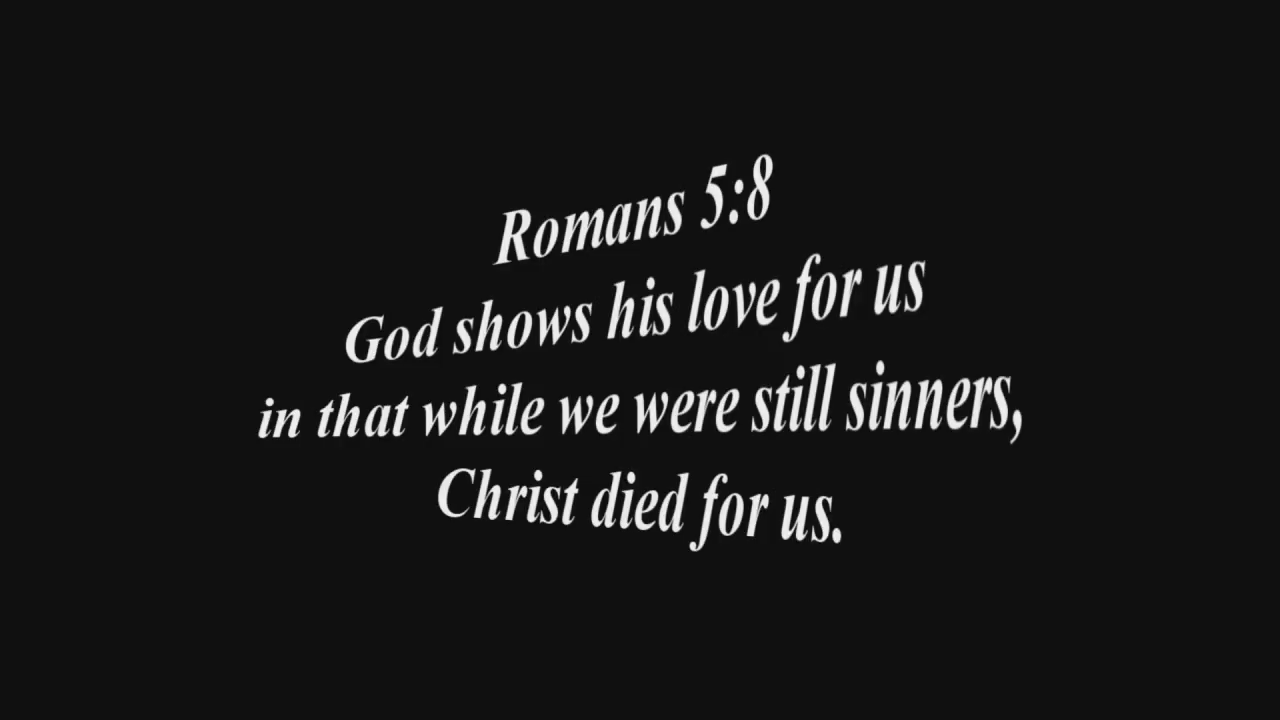 Romans 5:8
God shows his love for us
in that while we were still sinners,
Christ died for us.